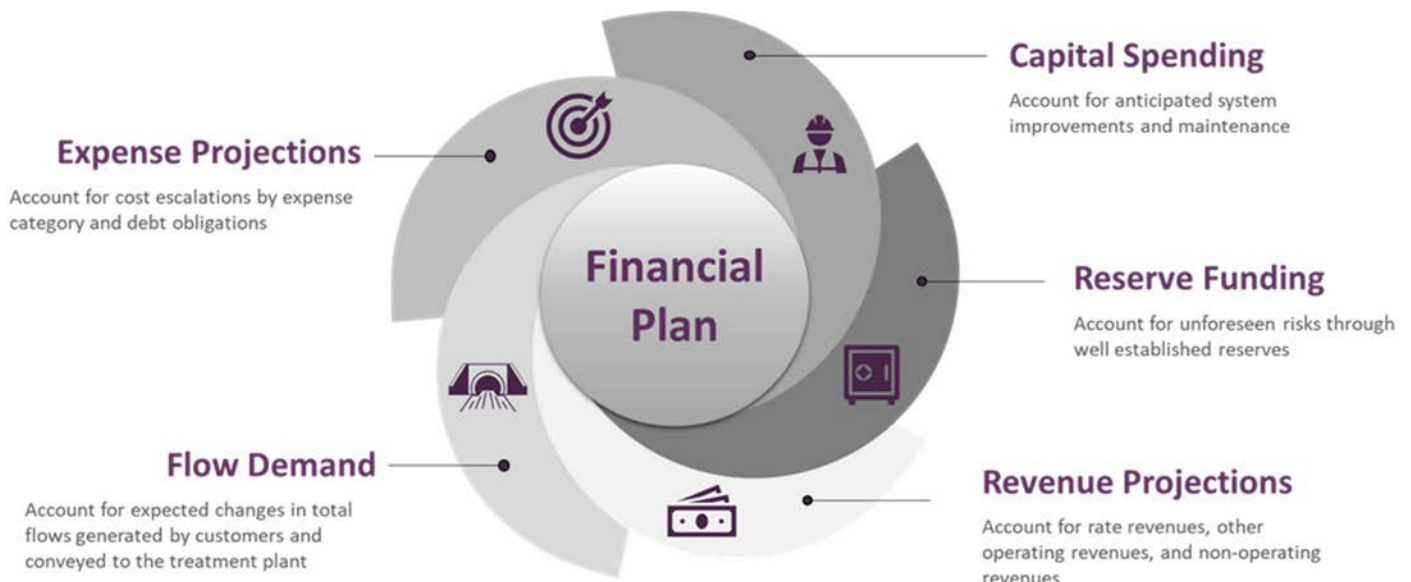 Capital Spending
Account for anticipated system
improvements and maintenance
Expense Projections
Account for cost escalations by expense
category and debt obligations
Financial
Plan
Reserve Funding
Account for unforeseen risks through
well established reserves
Flow Demand
Account for expected changes in total
flows generated by customers and
conveyed to the treatment plant
Revenue Projections
Account for rate revenues, other
operating revenues, and non-operating
revenues